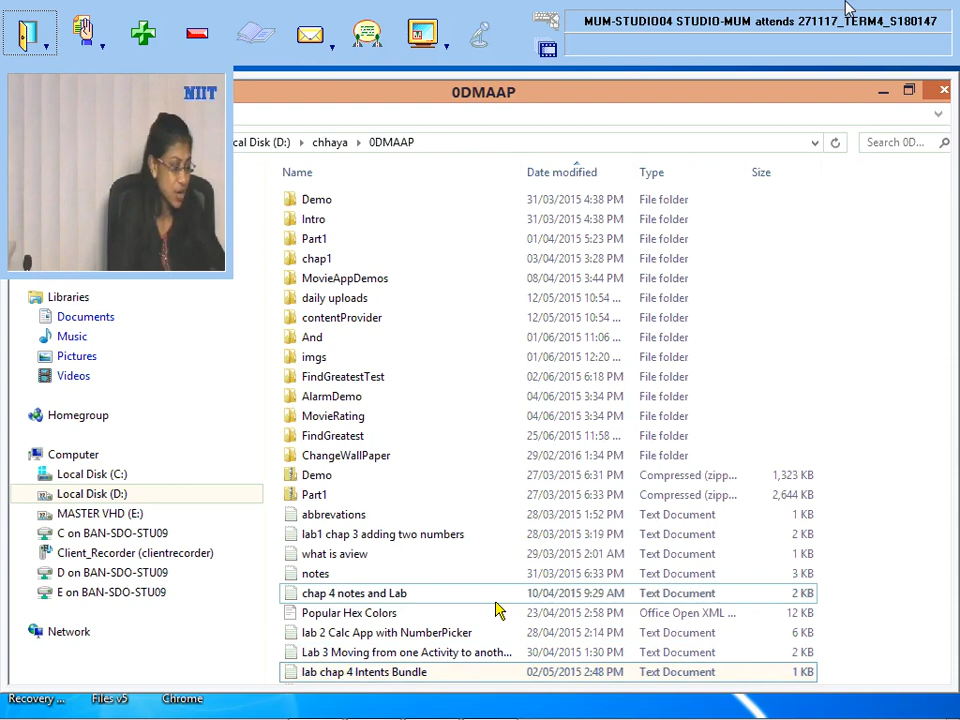 MUM-STUDIO04 STUDIO-MUM attends 271117_TERM4_S180147
NIIT
0DMAAP
cal Disk (D:) chhaya 0DMAAP Search 0D...
Name Date modified Type Size
Demo 31/03/2015 4:38 PM File folder
Intro 31/03/2015 4:38 PM File folder
Part1 01/04/2015 5:23 PM File folder
chap1 03/04/2015 3:28 PM File folder
MovieAppDemos 08/04/2015 3:44 PM File folder
daily uploads 12/05/2015 10:54 ... File folder
contentProvider 12/05/2015 10:54 ... File folder
And 01/06/2015 11:06 ... File folder
imgs 01/06/2015 12:20 ... File folder
FindGreatestTest 02/06/2015 6:18 PM File folder
AlarmDemo 04/06/2015 3:34 PM File folder
MovieRating 04/06/2015 3:34 PM File folder
FindGreatest 25/06/2015 11:58 ... File folder
ChangeWallPaper 29/02/2016 1:34 PM File folder
Demo 27/03/2015 6:31 PM Compressed (zipp... 1,323 KB
Part1 27/03/2015 6:33 PM Compressed (zipp... 2,644 KB
abbrevations 28/03/2015 1:52 PM Text Document 1 KB
lab1 chap 3 adding two numbers 28/03/2015 3:19 PM Text Document 2 KB
what is aview 29/03/2015 2:01 AM Text Document 1 KB
notes 31/03/2015 6:33 PM Text Document 3 KB
chap 4 notes and Lab 10/04/2015 9:29 AM Text Document 2 KB
Popular Hex Colors 23/04/2015 2:58 PM Office Open XML ... 12 KB
lab 2 Calc App with NumberPicker 28/04/2015 2:14 PM Text Document 6 KB
Lab 3 Moving from one Activity to anoth... 30/04/2015 1:30 PM Text Document 2 KB
lab chap 4 Intents Bundle 02/05/2015 2:48 PM Text Document 1 KB
Libraries
Documents
Music
Pictures
Videos
Homegroup
Computer
Local Disk (C:)
Local Disk (D:)
MASTER VHD (E:)
C on BAN-SDO-STU09
Client_Recorder (clientrecorder)
D on BAN-SDO-STU09
E on BAN-SDO-STU09
Network
Recovery ... Files v5 Chrome